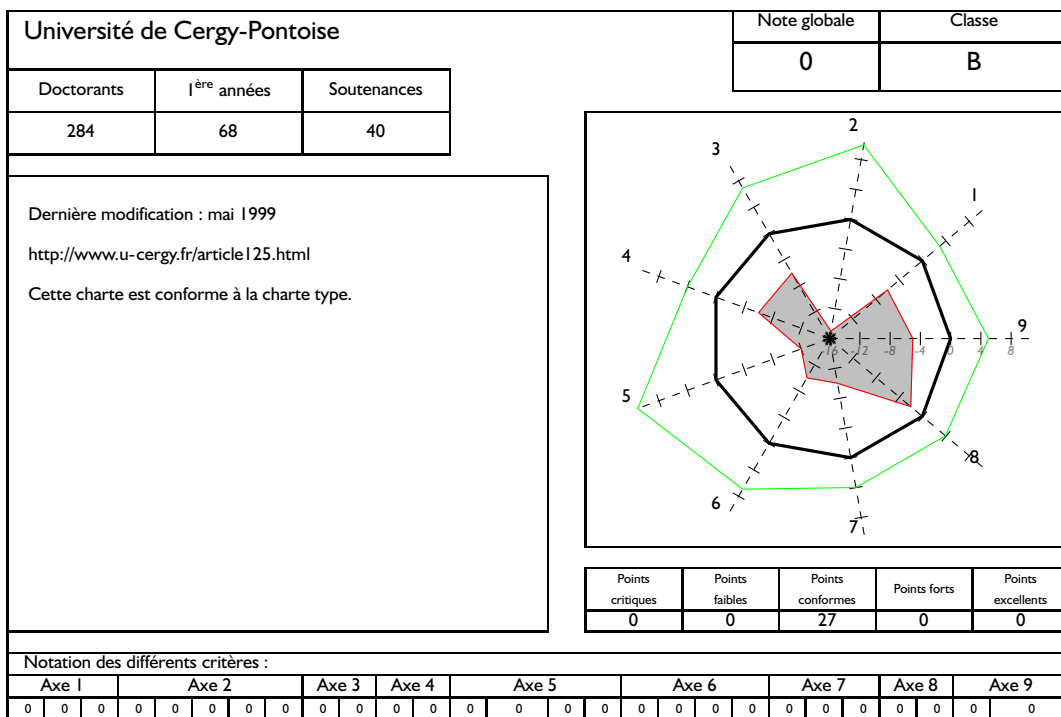 Université de Cergy-Pontoise
Note globale Classe
0 B
Doctorants 1ère années Soutenances
284 68 40
Dernière modification : mai 1999
http://www.u-cergy.fr/article125.html
Cette charte est conforme à la charte type.
2
3
1
4
9
-16 -12 -8 -4 0 4 8
5
8
6
7
Points critiques Points faibles Points conformes Points forts Points excellents
0 0 27 0 0
Notation des différents critères :
Axe 1 Axe 2 Axe 3 Axe 4 Axe 5 Axe 6 Axe 7 Axe 8 Axe 9
0 0 0 0 0 0 0 0 0 0 0 0 0 0 0 0 0 0 0 0 0 0 0 0 0 0 0